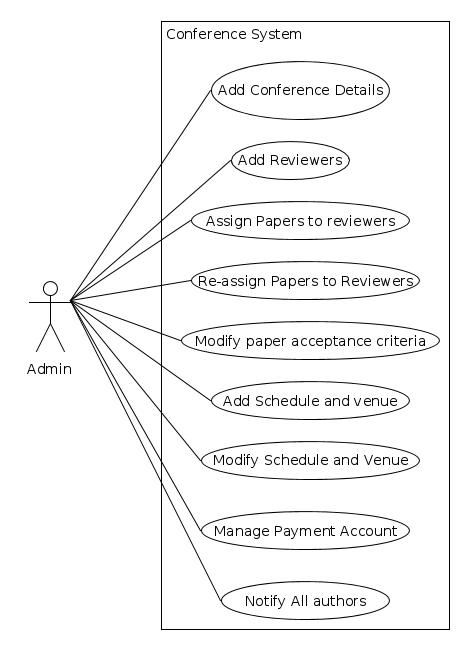 Conference System
Add Conference Details
Add Reviewers
Assign Papers to reviewers
Re-assign Papers to Reviewers
Modify paper acceptance criteria
Admin
Add Schedule and venue
Modify Schedule and Venue
Manage Payment Account
Notify All authors